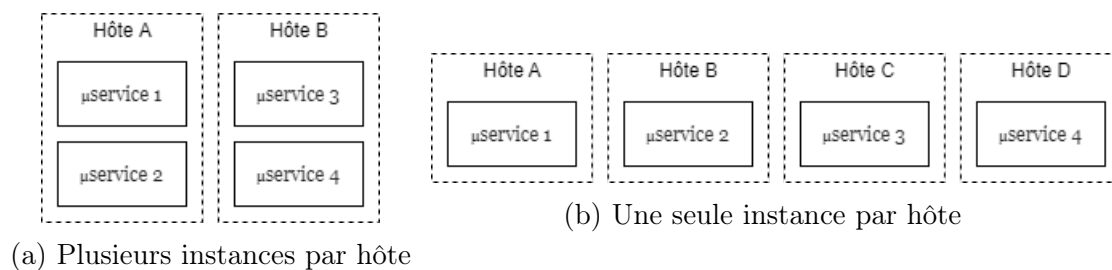 Hôte A
µservice 1
µservice 2
Hôte B
µservice 3
µservice 4
(a) Plusieurs instances par hôte
Hôte A
µservice 1
Hôte B
µservice 2
Hôte C
µservice 3
Hôte D
µservice 4
(b) Une seule instance par hôte